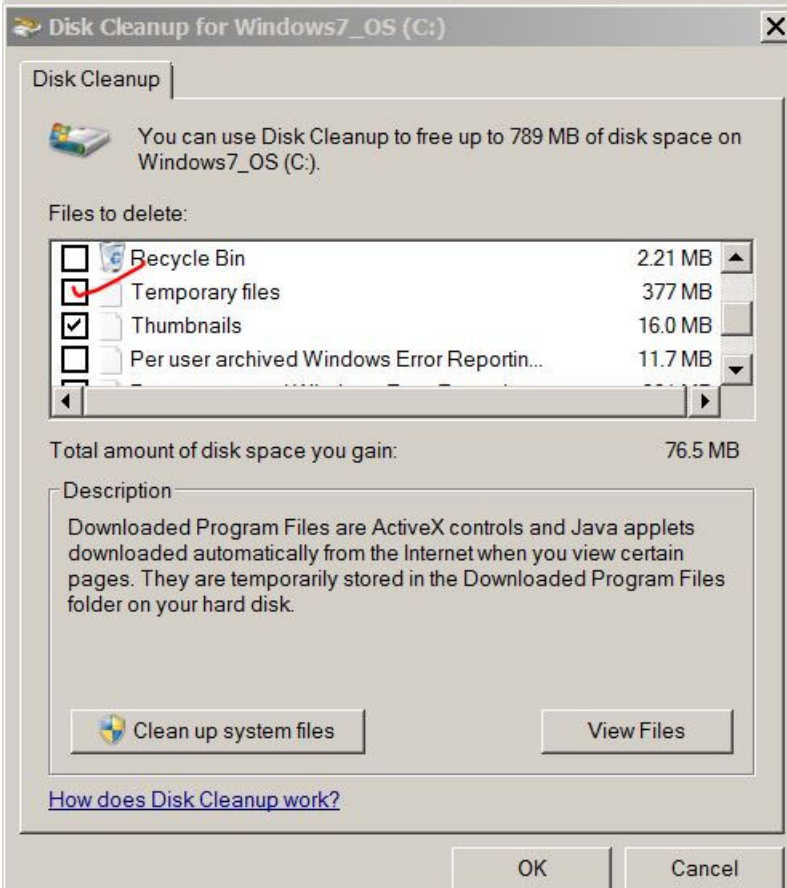 Disk Cleanup for Windows7_OS (C:)
Disk Cleanup
You can use Disk Cleanup to free up to 789 MB of disk space on
Windows7_OS (C:).
Files to delete:
Recycle Bin 2.21 MB
Temporary files 377 MB
Thumbnails 16.0 MB
Per user archived Windows Error Reportin... 11.7 MB
Total amount of disk space you gain: 76.5 MB
Description
Downloaded Program Files are ActiveX controls and Java applets
downloaded automatically from the Internet when you view certain
pages. They are temporarily stored in the Downloaded Program Files
folder on your hard disk.
Clean up system files View Files
How does Disk Cleanup work?
OK Cancel